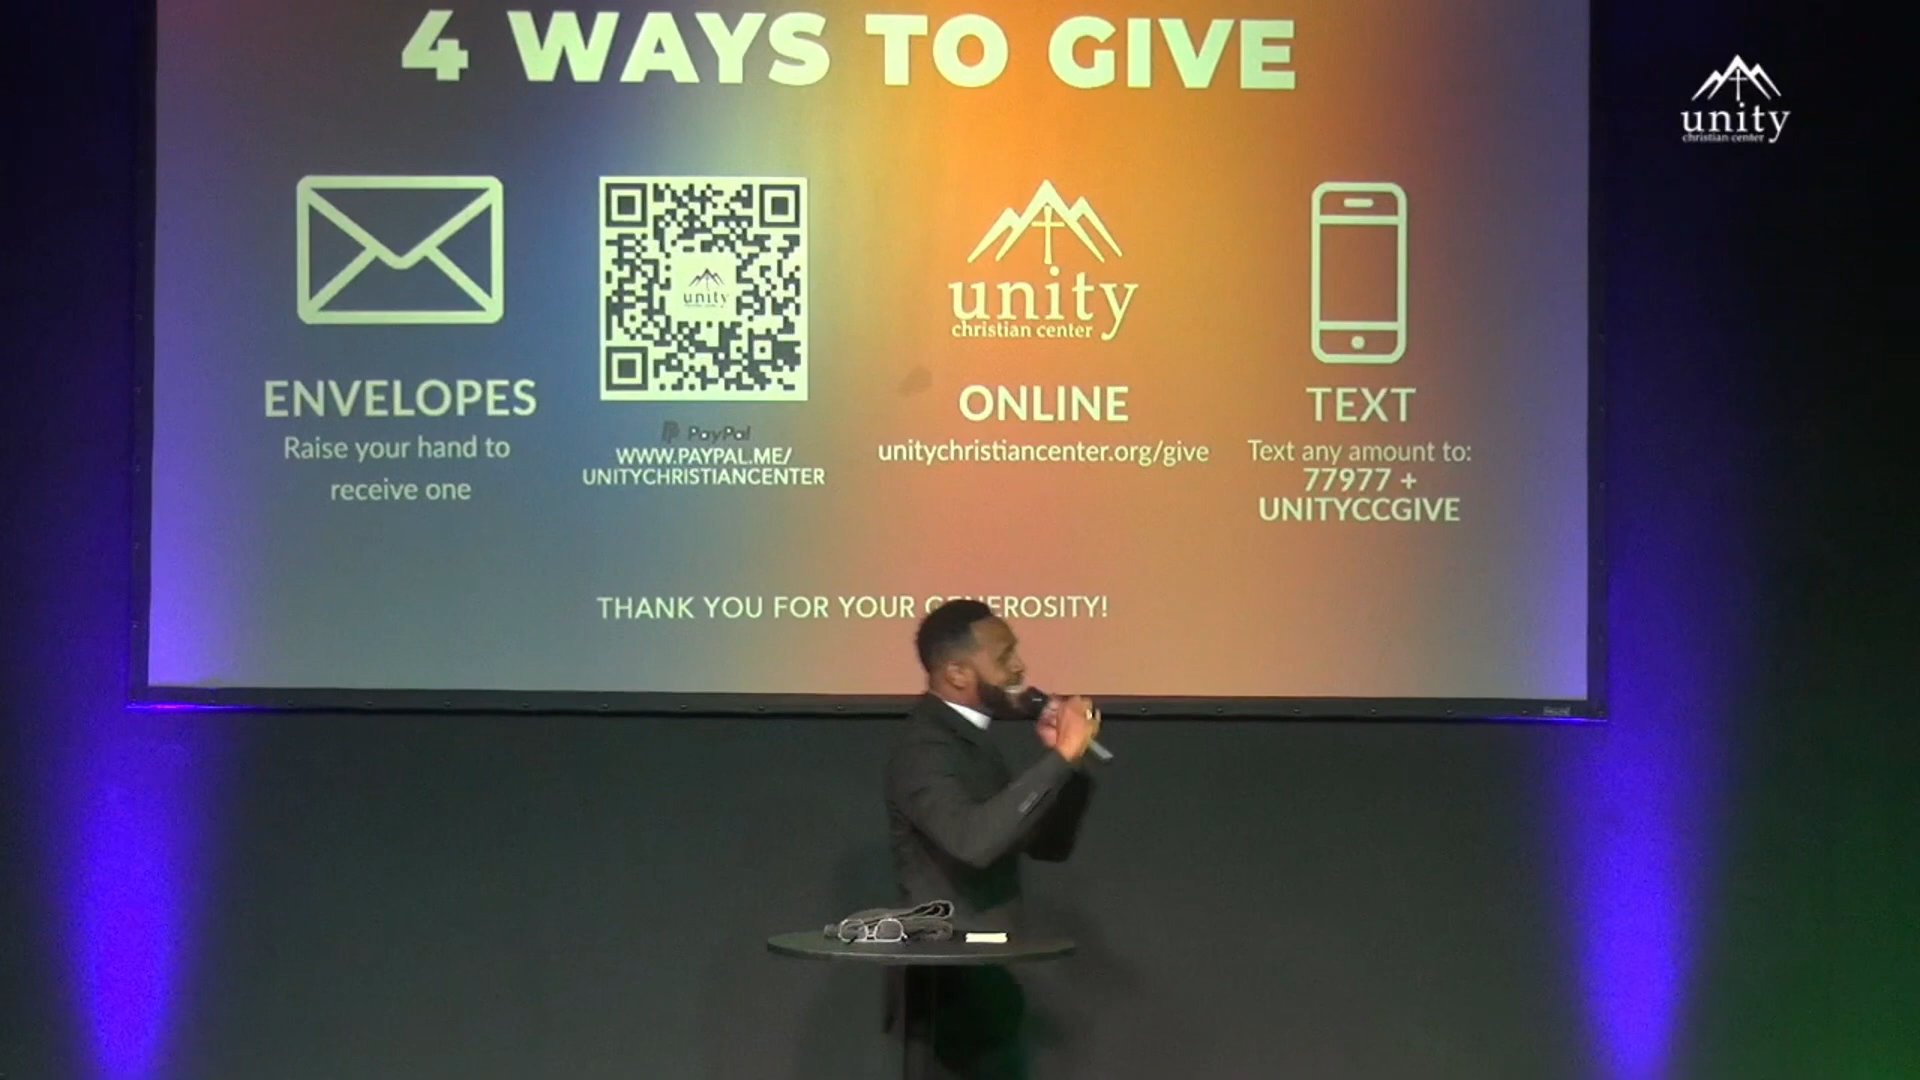 4 WAYS TO GIVE
unity
christian center
unity
unity
christian center
ENVELOPES
Raise your hand to
receive one
PayPal
WWW.PAYPAL.ME/
UNITYCHRISTIANCENTER
ONLINE
unitychristiancenter.org/give
TEXT
Text any amount to:
77977 +
UNITYCCGIVE
THANK YOU FOR YOUR GENEROSITY!